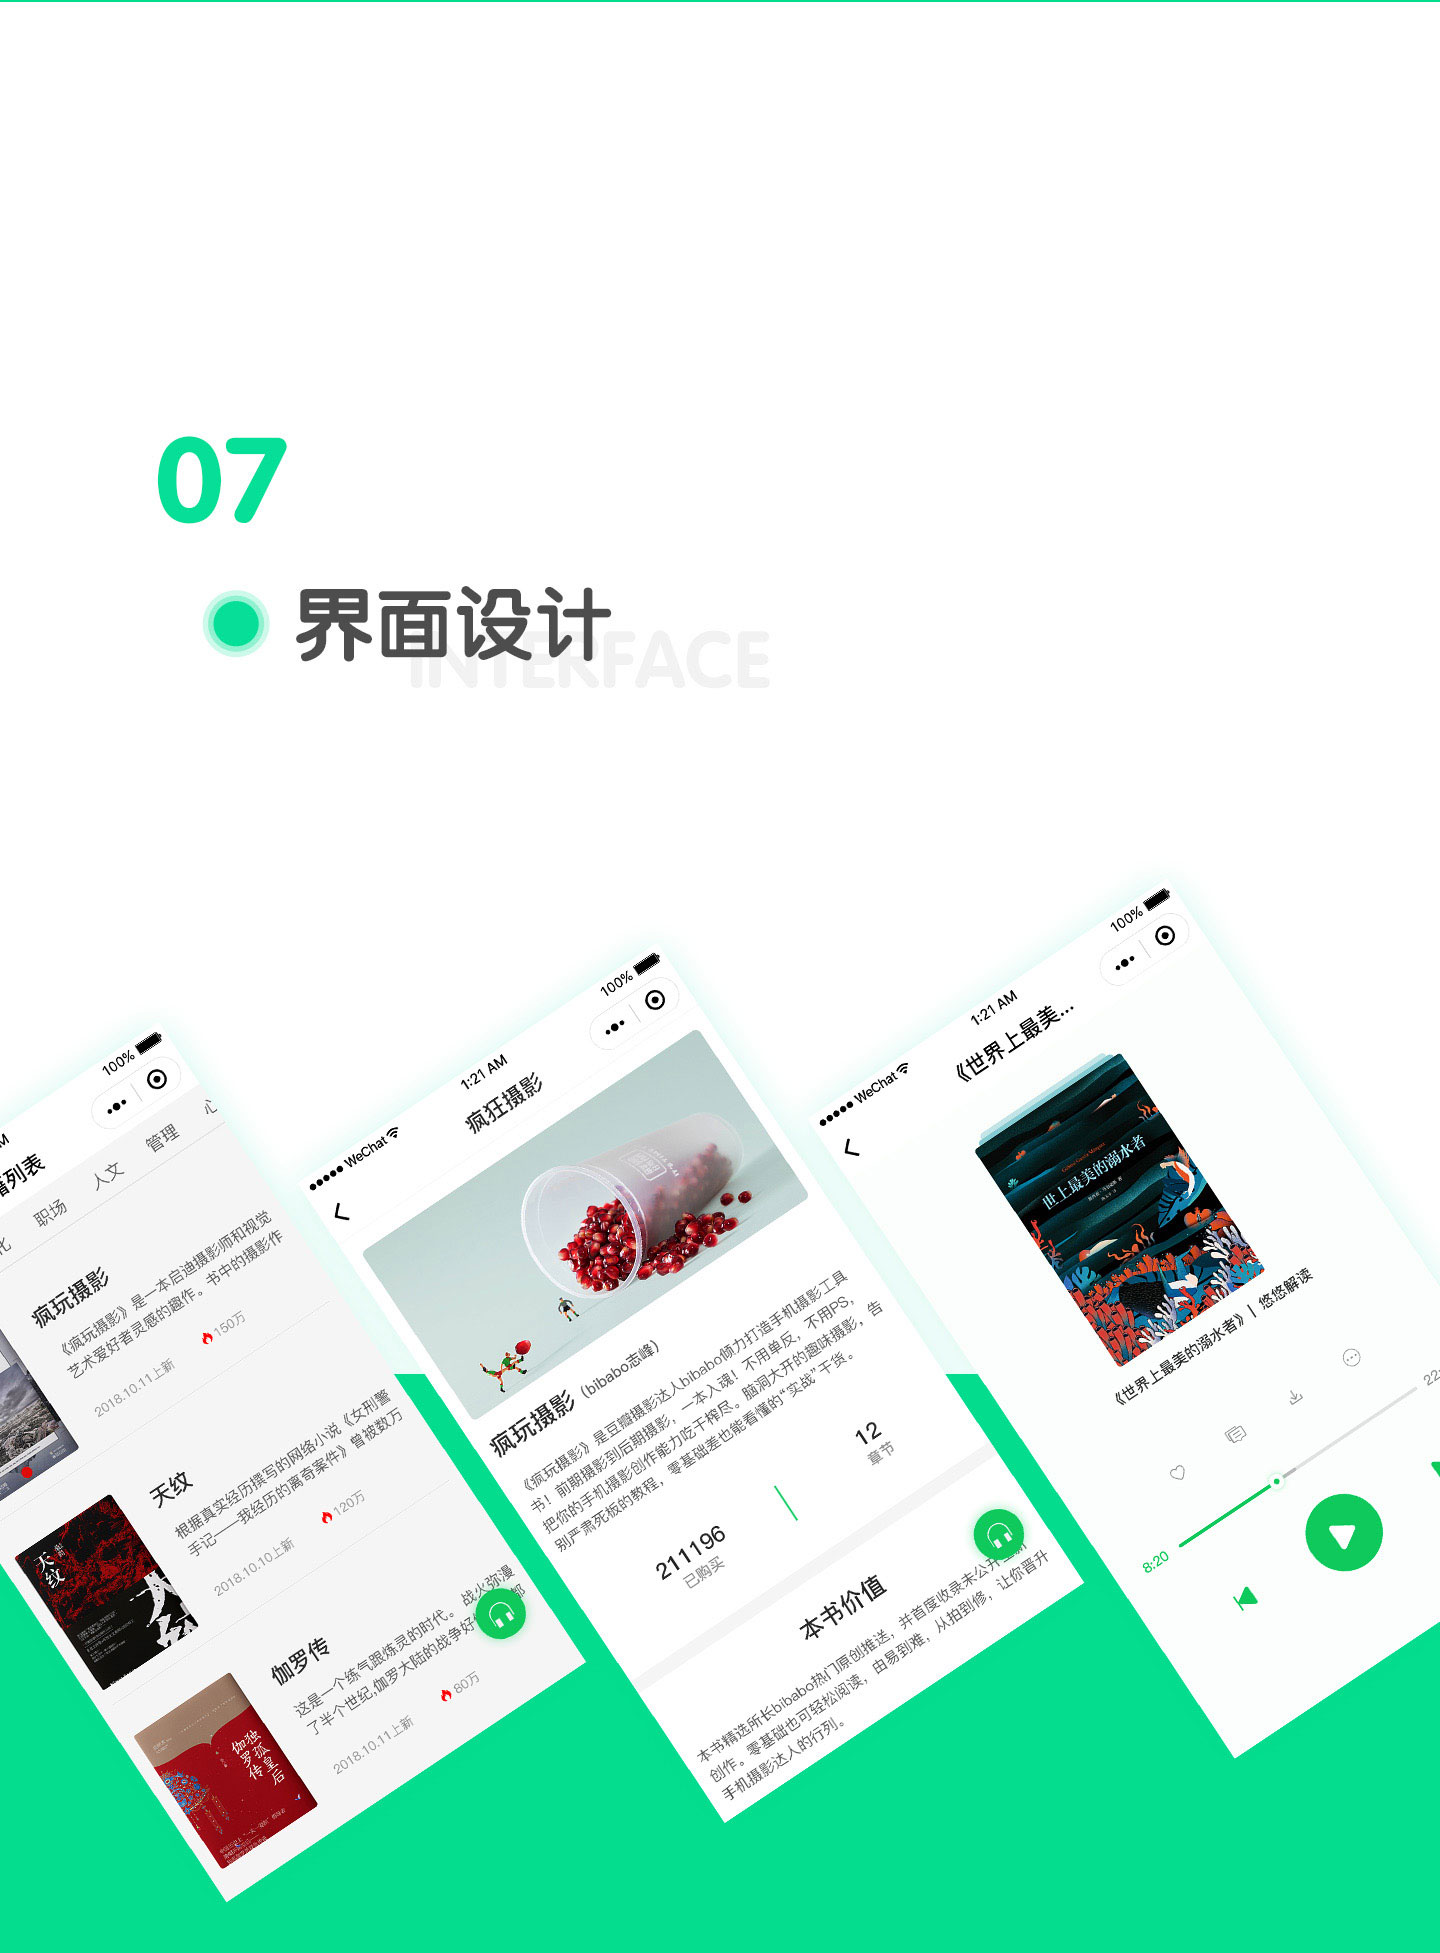 07
界面设计
INTERFACE
100%
籍列表
职场
人文
管理
疯玩摄影
《疯玩摄影》是一本启迪摄影师和视觉
艺术爱好者灵感的趣作。书中的摄影作
2018.10.11上新
150万
天纹
根据真实经历撰写的网络小说《女刑警
手记——我经历的离奇案件》曾被数万
2018.10.10上新
120万
天纹
伽罗传
这是一个练气跟炼灵的时代。战火弥漫
了半个世纪,伽罗大陆的战争好
2018.10.11上新
80万
独孤皇后
伽罗传
WeChat
1:21 AM
100%
疯狂摄影
疯玩摄影（bibabo志峰）
《疯玩摄影》是豆瓣摄影达人bibabo倾力打造手机摄影工具
书！前期摄影到后期摄影，一本入魂！不用单反，不用PS，
把你的手机摄影创作能力吃干榨尽。脑洞大开的趣味摄影，告
别严肃死板的教程，零基础差也能看懂的“实战”干货。
211196
已购买
12
章节
本书价值
本书精选所长bibabo热门原创推送，并首度收录未公开全新
创作。零基础也可轻松阅读，由易到难，从拍到修，让你晋升
手机摄影达人的行列。
WeChat
1:21 AM
100%
《世界上最美...
世上最美的溺水者
《世界上最美的溺水者》| 悠悠解读
8:20
22